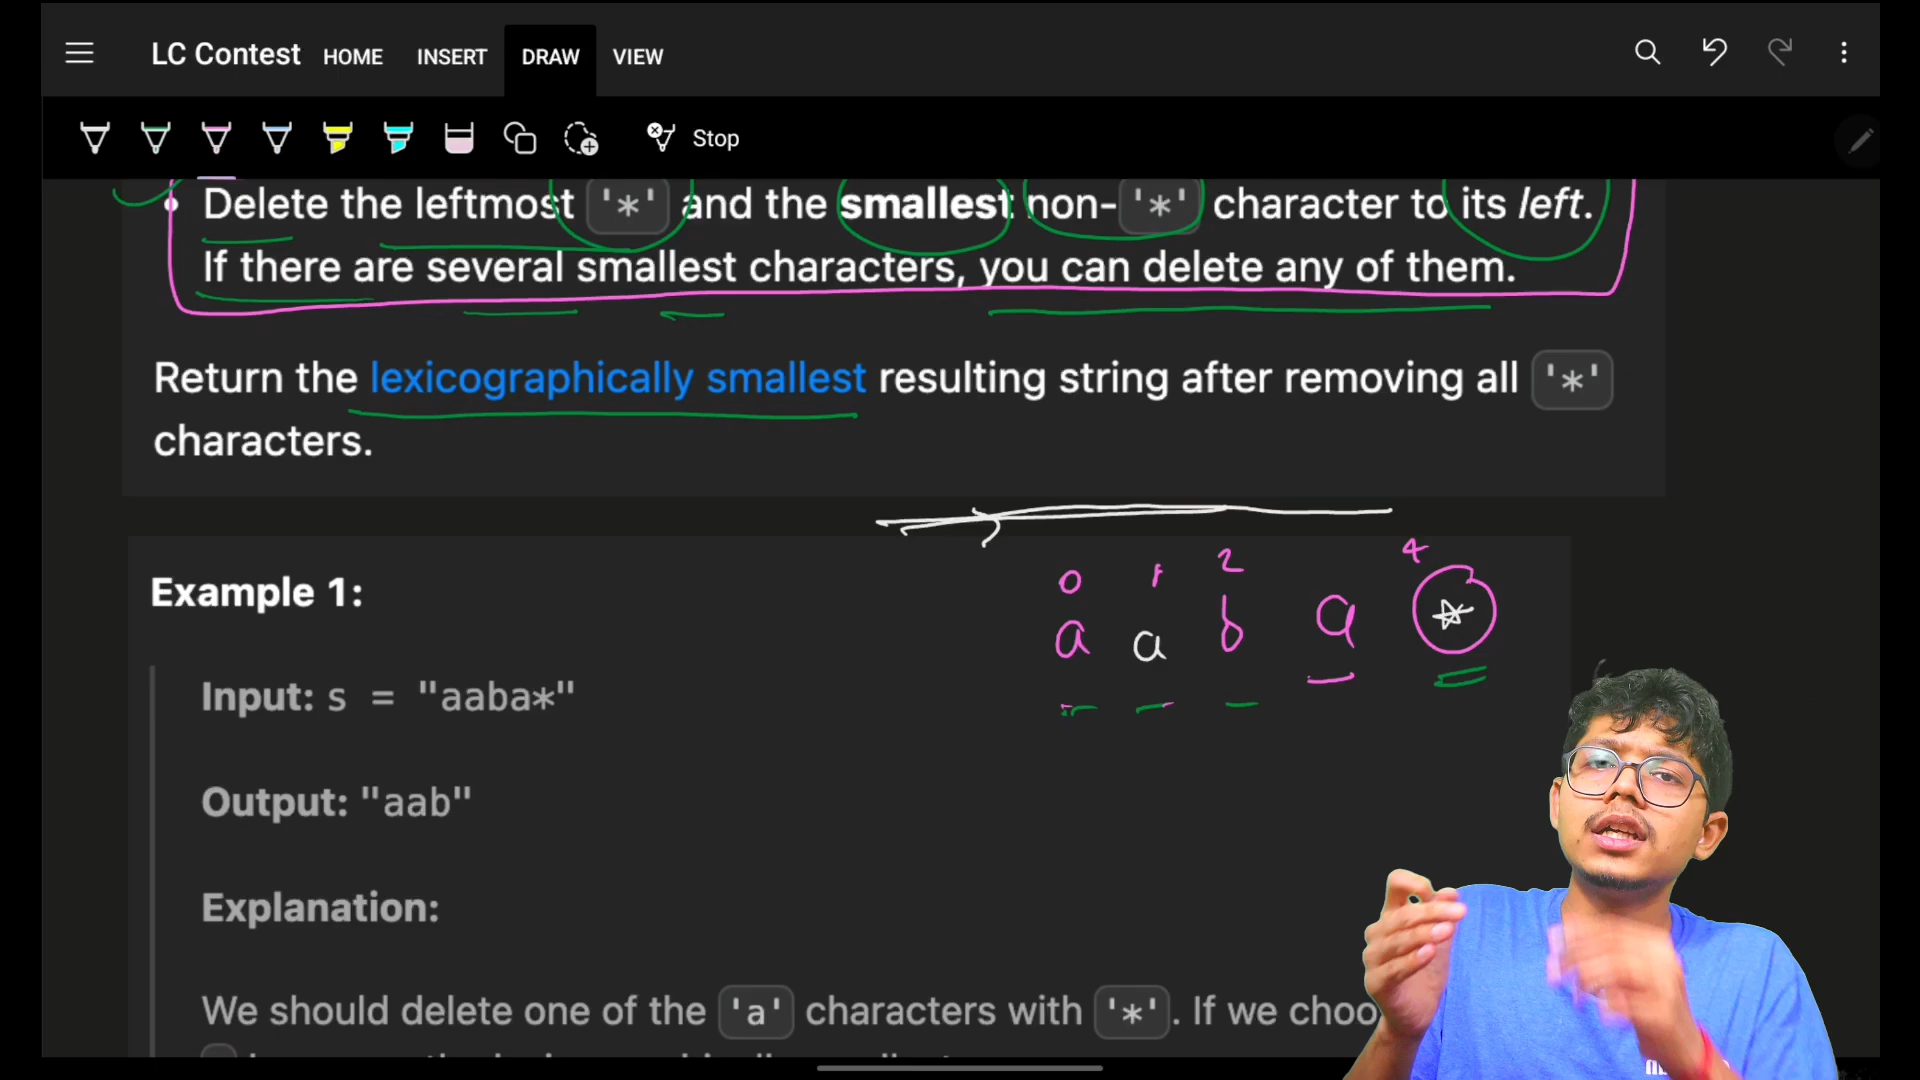 LC Contest HOME INSERT DRAW VIEW
Stop
Delete the leftmost '*' and the smallest non-'*' character to its left.
If there are several smallest characters, you can delete any of them.
Return the lexicographically smallest resulting string after removing all '*'
characters.
0 1 2 4
a a b a ☆
Example 1:
Input: s = "aaba*"
Output: "aab"
Explanation:
We should delete one of the 'a' characters with '*'. If we choo